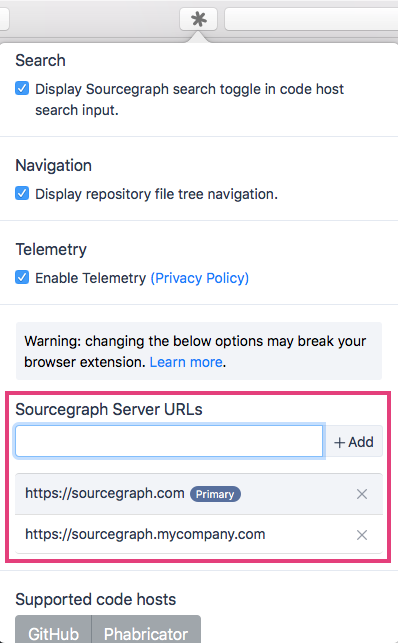 Search
Display Sourcegraph search toggle in code host
search input.
Navigation
Display repository file tree navigation.
Telemetry
Enable Telemetry (Privacy Policy)
Warning: changing the below options may break your
browser extension. Learn more.
Sourcegraph Server URLs
+ Add
https://sourcegraph.com Primary
https://sourcegraph.mycompany.com
Supported code hosts
GitHub Phabricator